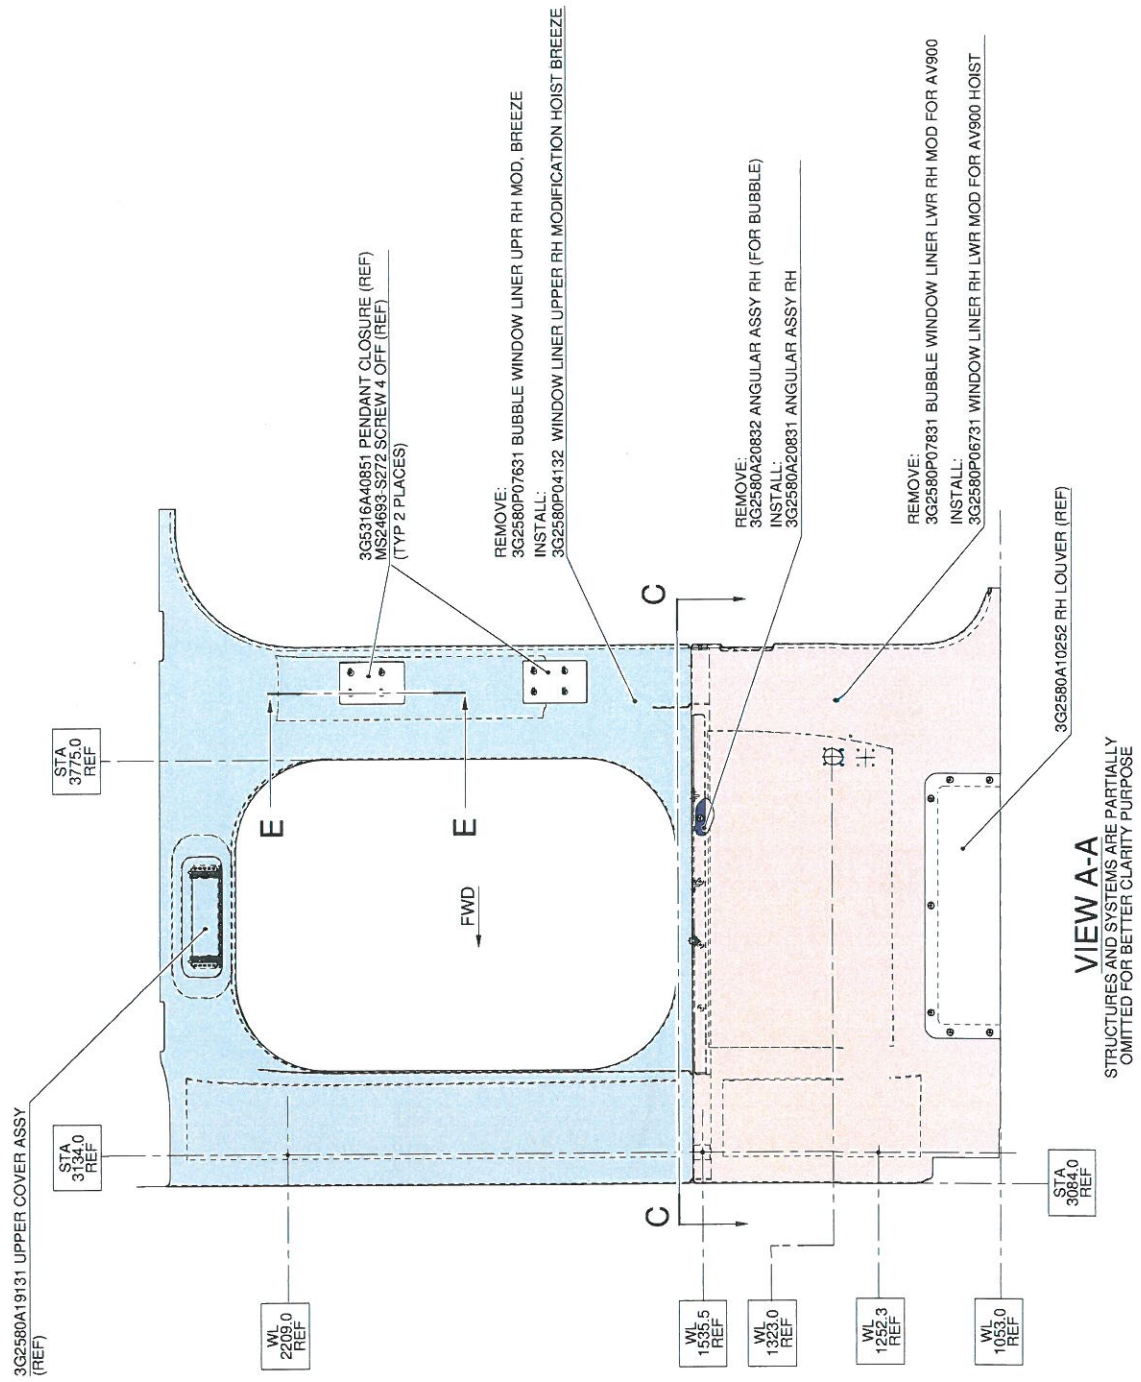 3G2580A19131 UPPER COVER ASSY
(REF)
STA
3134.0
REF
STA
3775.0
REF
3G5316A40851 PENDANT CLOSURE (REF)
MS24693-S272 SCREW 4 OFF (REF)
(TYP 2 PLACES)
REMOVE:
3G2580P07631 BUBBLE WINDOW LINER UPR RH MOD, BREEZE
INSTALL:
3G2580P04132 WINDOW LINER UPPER RH MODIFICATION HOIST BREEZE
E
E
FWD
C
C
REMOVE:
3G2580A20832 ANGULAR ASSY RH (FOR BUBBLE)
INSTALL:
3G2580A20831 ANGULAR ASSY RH
REMOVE:
3G2580P07831 BUBBLE WINDOW LINER LWR RH MOD FOR AV900
INSTALL:
3G2580P06731 WINDOW LINER RH LWR MOD FOR AV900 HOIST
3G2580A10252 RH LOUVER (REF)
WL
2209.0
REF
WL
1535.5
REF
WL
1323.0
REF
WL
1252.3
REF
WL
1053.0
REF
STA
3084.0
REF
VIEW A-A
STRUCTURES AND SYSTEMS ARE PARTIALLY
OMITTED FOR BETTER CLARITY PURPOSE